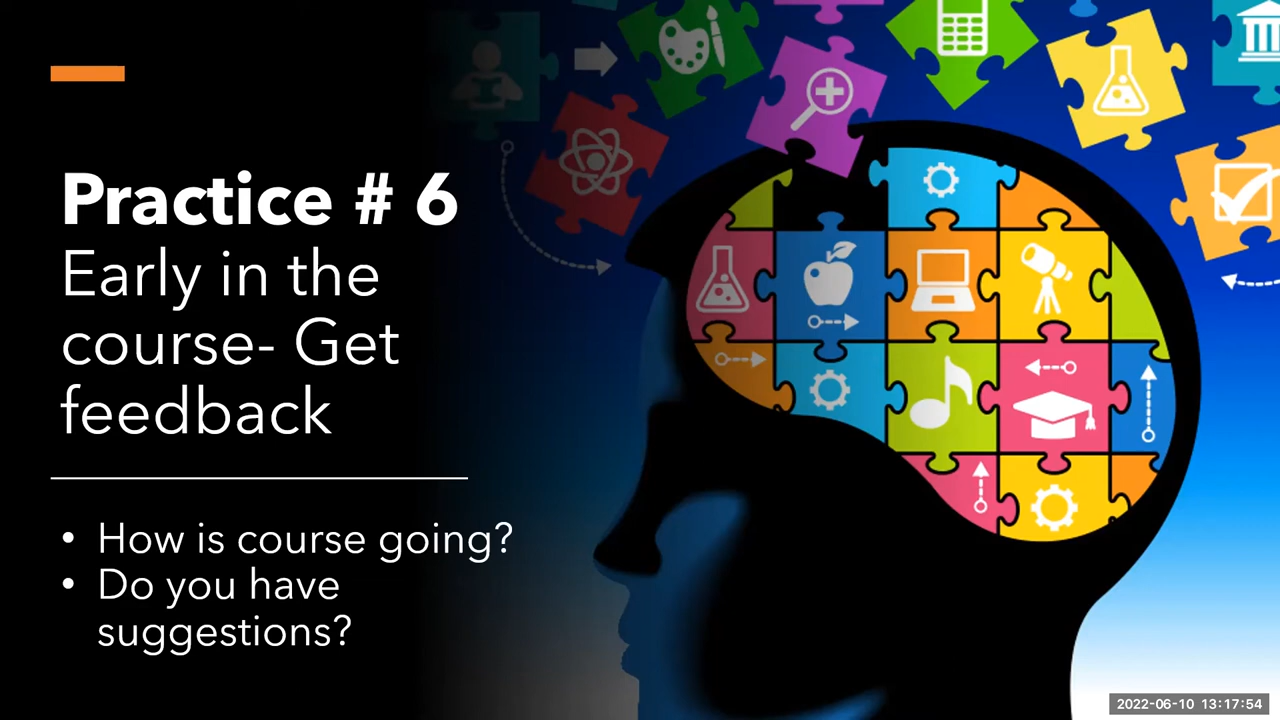 Practice # 6
Early in the
course- Get
feedback
• How is course going?
• Do you have
suggestions?
2022-06-10 13:17:54